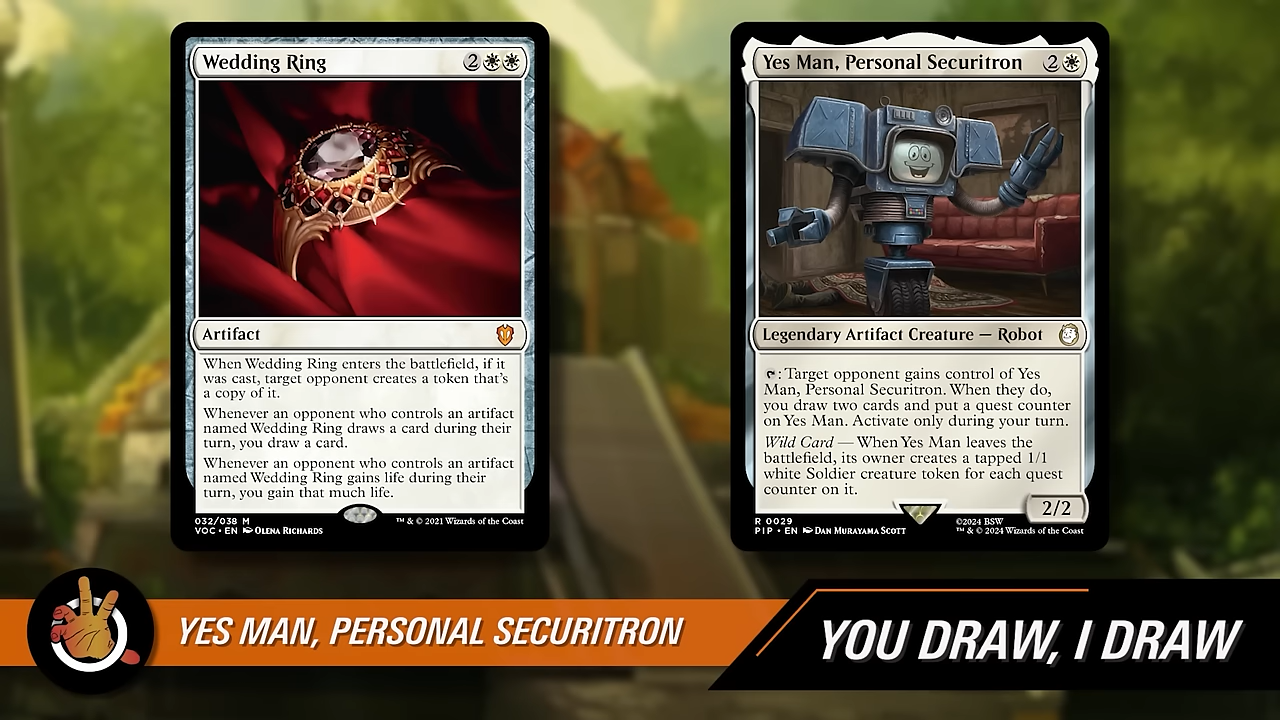 Wedding Ring 2
Artifact
When Wedding Ring enters the battlefield, if it
was cast, target opponent creates a token that's
a copy of it.
Whenever an opponent who controls an artifact
named Wedding Ring draws a card during their
turn, you draw a card.
Whenever an opponent who controls an artifact
named Wedding Ring gains life during their
turn, you gain that much life.
032/038 M
VOC • EN OLENA RICHARDS
™ & © 2021 Wizards of the Coast
Yes Man, Personal Securitron 2
Legendary Artifact Creature — Robot
: Target opponent gains control of Yes
Man, Personal Securitron. When they do,
you draw two cards and put a quest counter
on Yes Man. Activate only during your turn.
Wild Card — When Yes Man leaves the
battlefield, its owner creates a tapped 1/1
white Soldier creature token for each quest
counter on it.
2/2
R 0029
PIP • EN DAN MURAYAMA SCOTT
©2024 BSW
™ & © 2024 Wizards of the Coast
YES MAN, PERSONAL SECURITRON
YOU DRAW, I DRAW